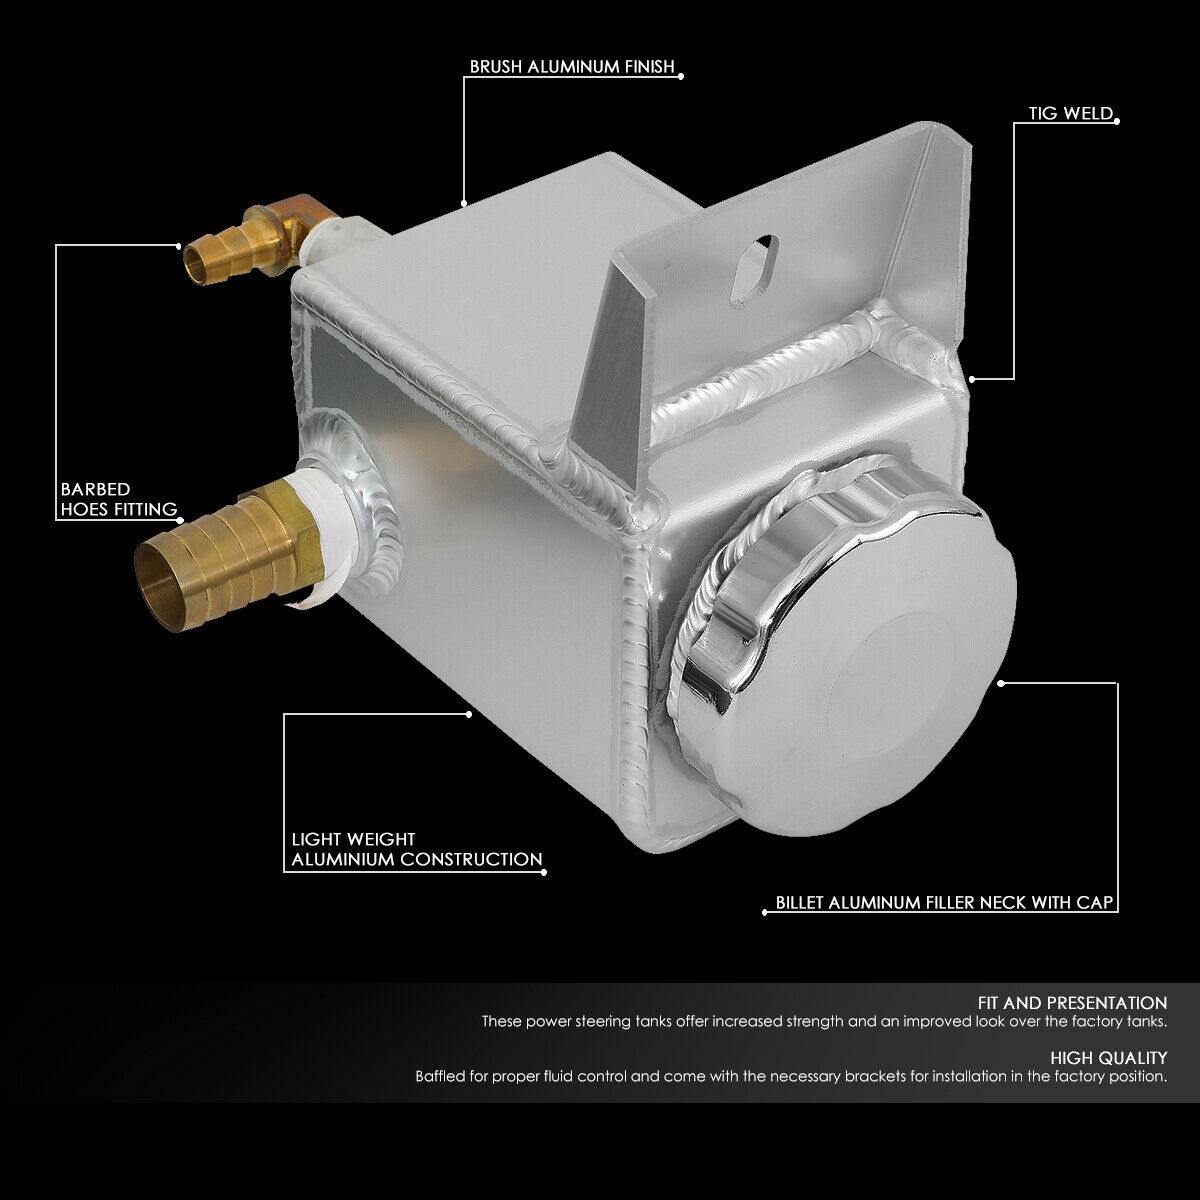 BRUSH ALUMINUM FINISH
TIG WELD
BARBED
HOES FITTING
LIGHT WEIGHT
ALUMINIUM CONSTRUCTION
BILLET ALUMINUM FILLER NECK WITH CAP
FIT AND PRESENTATION
These power steering tanks offer increased strength and an improved look over the factory tanks.
HIGH QUALITY
Baffled for proper fluid control and come with the necessary brackets for installation in the factory position.